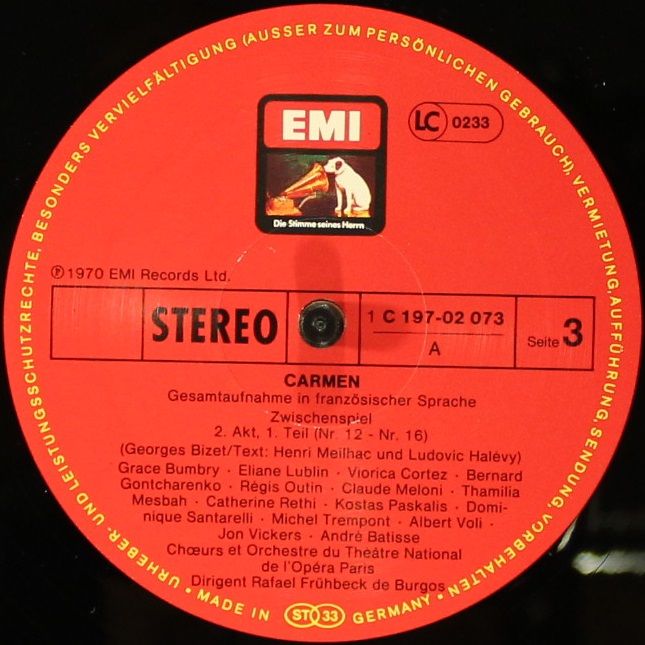 URHEBER- UND LEISTUNGSSCHUTZRECHTE, BESONDERS VERVIELFÄLTIGUNG (AUSSER ZUM PERSÖNLICHEN GEBRAUCH), VERMIETUNG, AUFFÜHRUNG, SENDUNG, VORBEHALTEN •
EMI
Die Stimme seines Herrn
LC 0233
℗ 1970 EMI Records Ltd.
STEREO
1 C 197-02 073
A
Seite 3
CARMEN
Gesamtaufnahme in französischer Sprache
Zwischenspiel
2. Akt, 1. Teil (Nr. 12 - Nr. 16)
(Georges Bizet/Text: Henri Meilhac und Ludovic Halévy)
Grace Bumbry · Eliane Lublin · Viorica Cortez · Bernard
Gontcharenko · Régis Outin · Claude Meloni · Thamilia
Mesbah · Catherine Rethi · Kostas Paskalis · Domi-
nique Santarelli · Michel Trempont · Albert Voli ·
Jon Vickers · André Batisse
Chœurs et Orchestre du Théâtre National
de l'Opéra Paris
Dirigent Rafael Frühbeck de Burgos
• MADE IN ST 33 GERMANY •